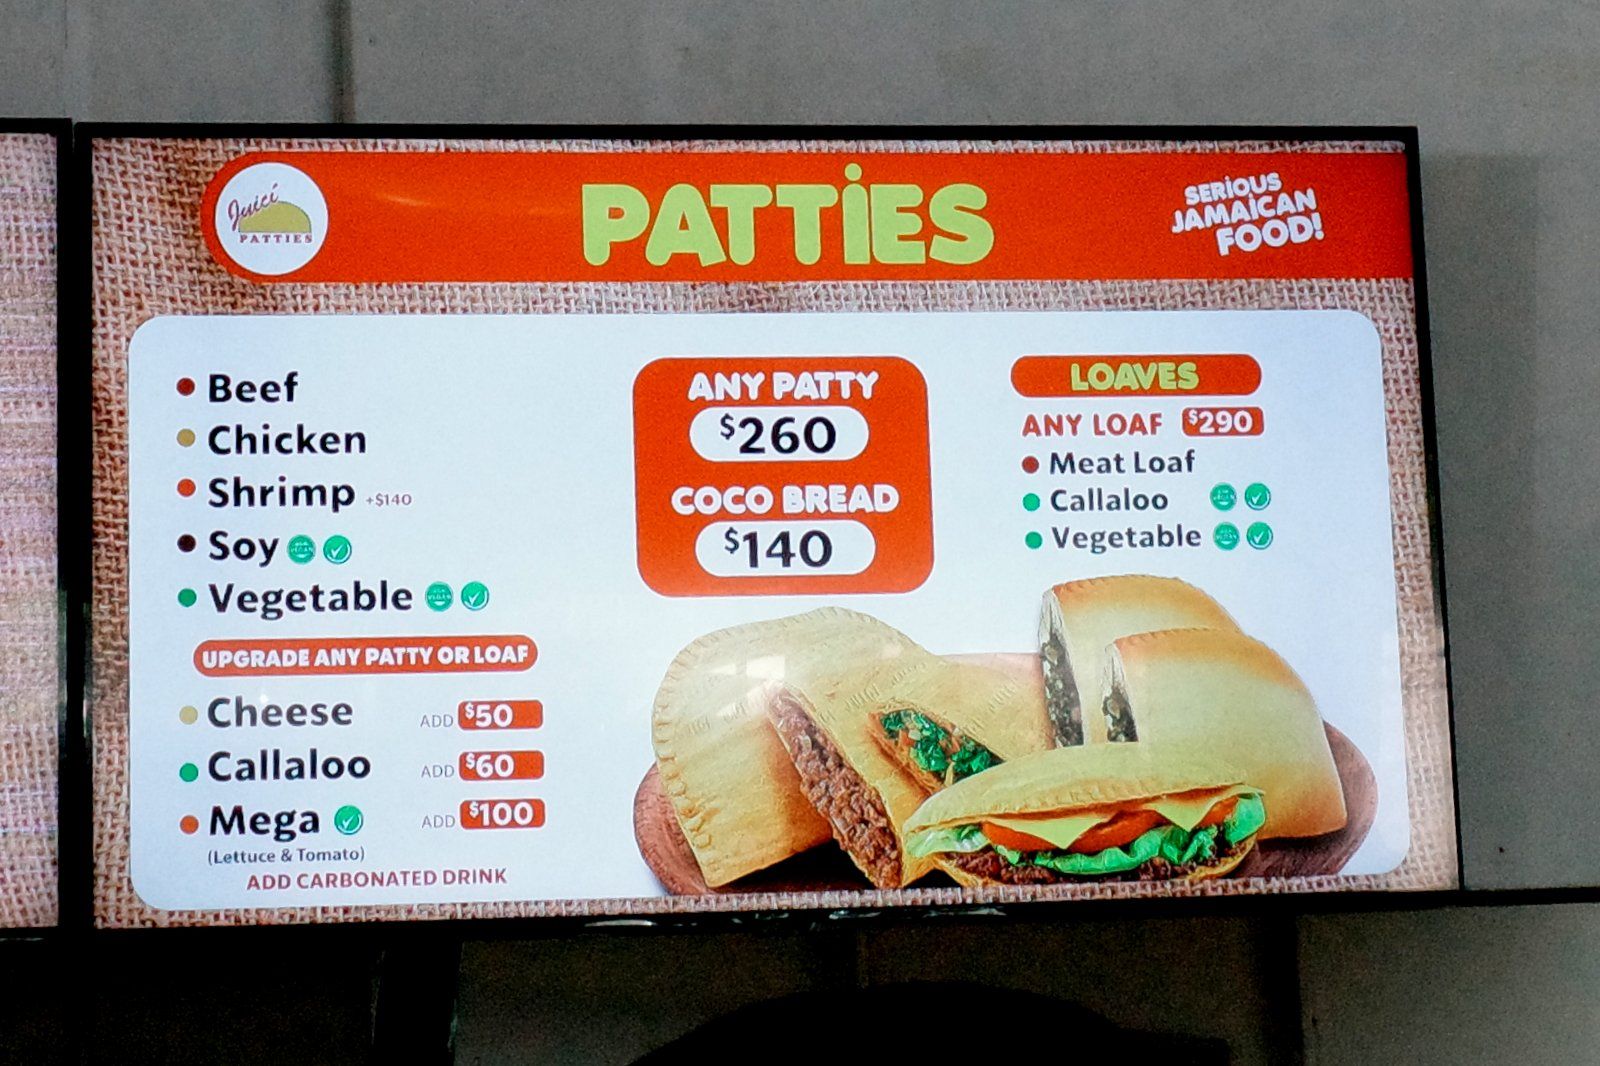 Juici
PATTIES
PATTIES
SERIOUS
JAMAICAN
FOOD!
Beef
Chicken
Shrimp +$140
Soy
Vegetable
UPGRADE ANY PATTY OR LOAF
Cheese ADD $50
Callaloo ADD $60
Mega ADD $100
(Lettuce & Tomato)
ADD CARBONATED DRINK
ANY PATTY
$260
COCO BREAD
$140
LOAVES
ANY LOAF $290
Meat Loaf
Callaloo
Vegetable